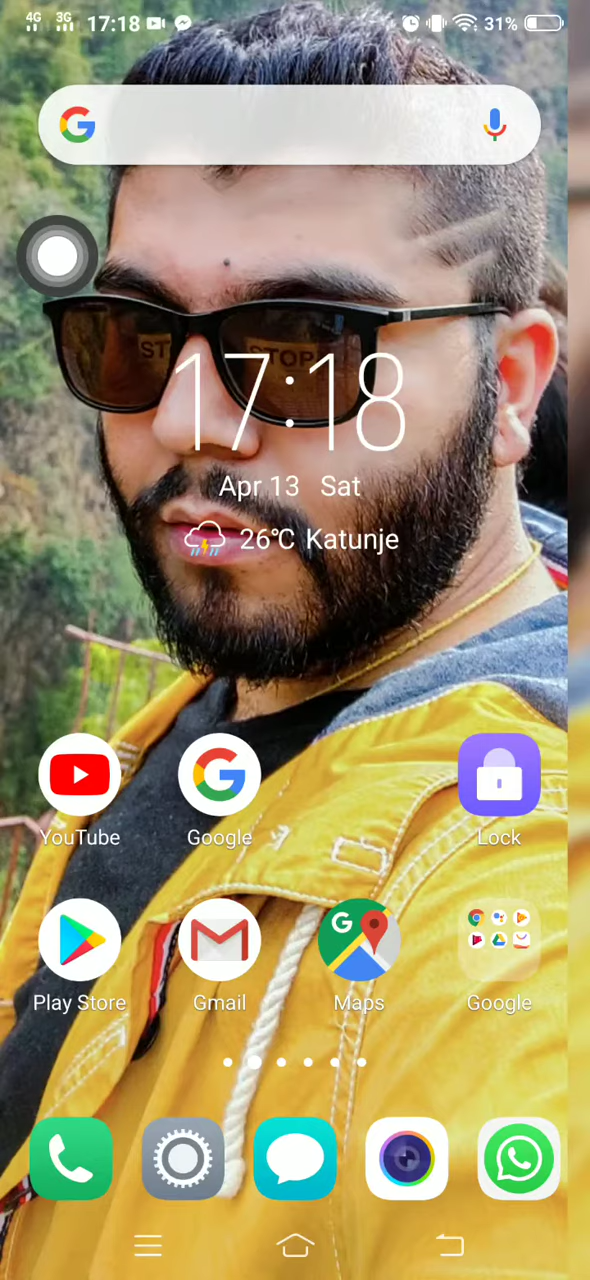 4G 3G 17:18 31%
G
STOP
17:18
Apr 13 Sat
26℃ Katunje
YouTube Google Lock
G
Play Store Gmail Maps Google